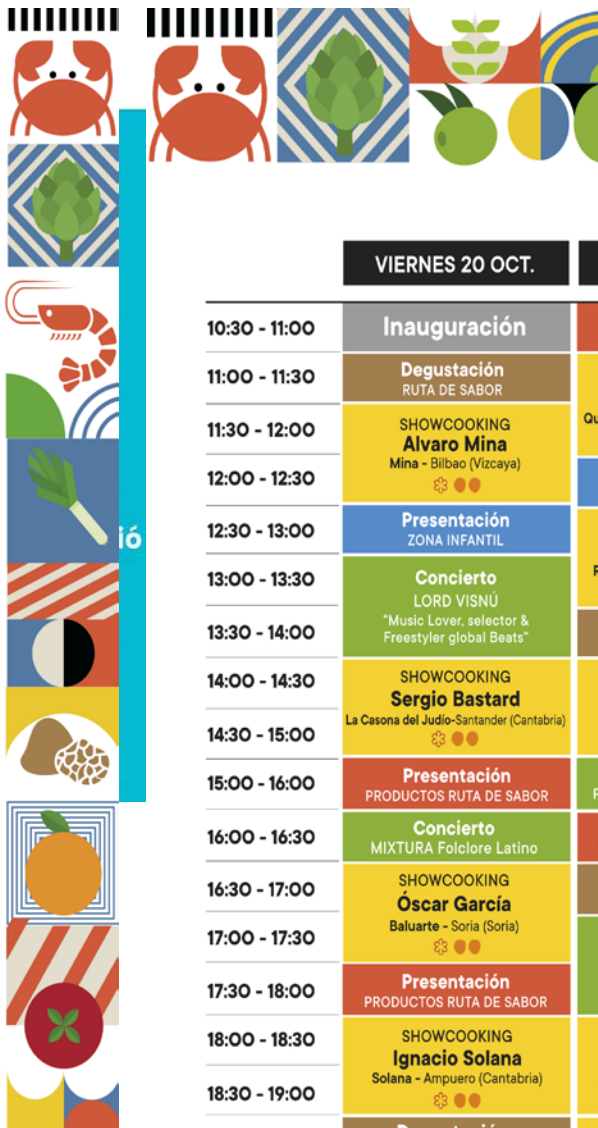 VIERNES 20 OCT.
10:30 - 11:00
Inauguración
11:00 - 11:30
Degustación
RUTA DE SABOR
11:30 - 12:00
SHOWCOOKING
Alvaro Mina
Mina - Bilbao (Vizcaya)
12:00 - 12:30
12:30 - 13:00
Presentación
ZONA INFANTIL
13:00 - 13:30
Concierto
LORD VISNÚ
"Music Lover, selector &
Freestyler global Beats"
13:30 - 14:00
14:00 - 14:30
SHOWCOOKING
Sergio Bastard
La Casona del Judío-Santander (Cantabria)
14:30 - 15:00
15:00 - 16:00
Presentación
PRODUCTOS RUTA DE SABOR
16:00 - 16:30
Concierto
MIXTURA Folclore Latino
16:30 - 17:00
SHOWCOOKING
Óscar García
Baluarte - Soria (Soria)
17:00 - 17:30
17:30 - 18:00
Presentación
PRODUCTOS RUTA DE SABOR
18:00 - 18:30
SHOWCOOKING
Ignacio Solana
Solana - Ampuero (Cantabria)
18:30 - 19:00